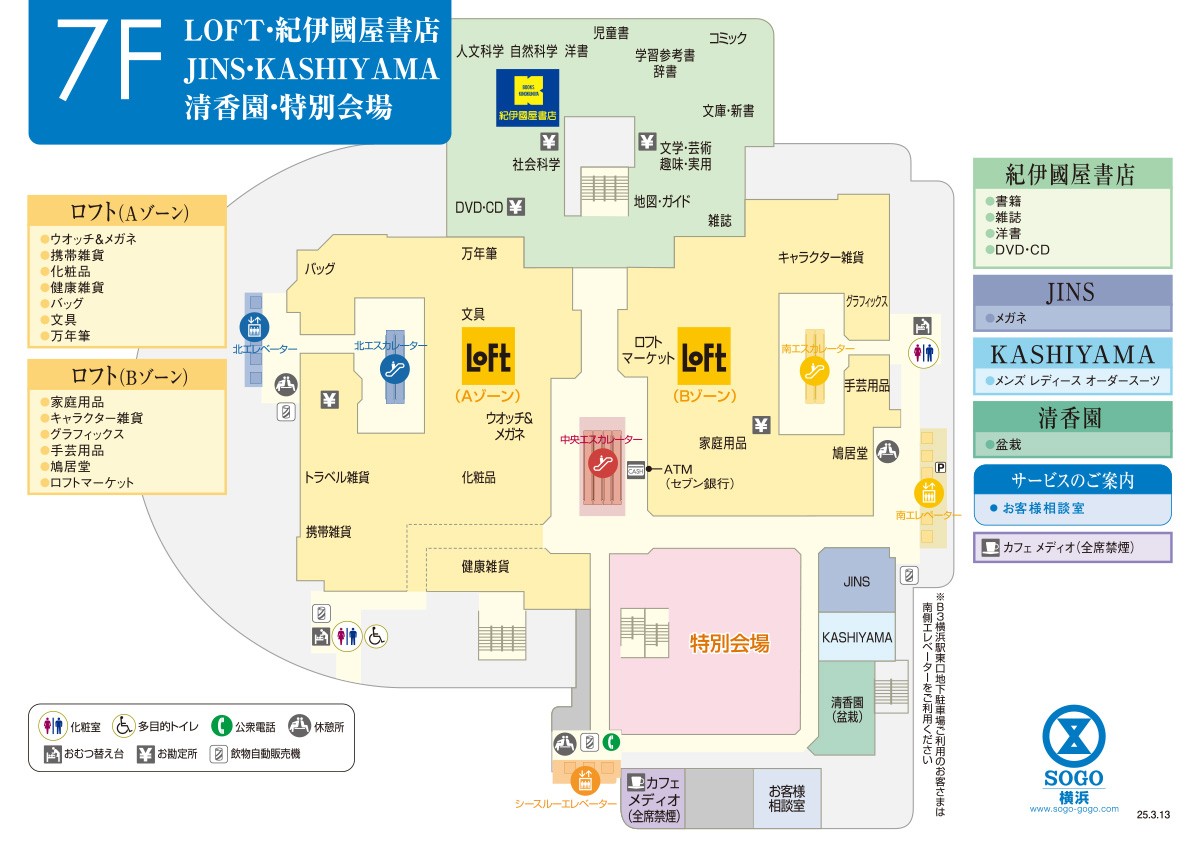 7F
LOFT・紀伊國屋書店
JINS・KASHIYAMA
清香園・特別会場
人文科学
自然科学
洋書
児童書
学習参考書
辞書
コミック
紀伊國屋書店
文庫・新書
社会科学
文学・芸術
趣味・実用
DVD・CD
地図・ガイド
雑誌
ロフト(Aゾーン)
ウオッチ&メガネ
携帯雑貨
化粧品
健康雑貨
バッグ
文具
万年筆
ロフト(Bゾーン)
家庭用品
キャラクター雑貨
グラフィックス
手芸用品
鳩居堂
ロフトマーケット
バッグ
万年筆
文具
北エレベーター
北エスカレーター
LoFt
(Aゾーン)
ウオッチ&
メガネ
トラベル雑貨
化粧品
携帯雑貨
健康雑貨
中央エスカレーター
CASH
ATM
(セブン銀行)
キャラクター雑貨
グラフィックス
ロフト
マーケット
LoFt
(Bゾーン)
南エスカレーター
手芸用品
家庭用品
鳩居堂
P
南エレベーター
特別会場
JINS
KASHIYAMA
清香園
(盆栽)
※B3横浜駅東口地下駐車場ご利用のお客さまは
南側エレベーターをご利用ください
シースルーエレベーター
カフェ
メディオ
(全席禁煙)
お客様
相談室
紀伊國屋書店
書籍
雑誌
洋書
DVD・CD
JINS
メガネ
KASHIYAMA
メンズ レディース オーダースーツ
清香園
盆栽
サービスのご案内
お客様相談室
カフェ メディオ(全席禁煙)
化粧室
多目的トイレ
公衆電話
休憩所
おむつ替え台
お勘定所
飲物自動販売機
SOGO
横浜
www.sogo-gogo.com
25.3.13